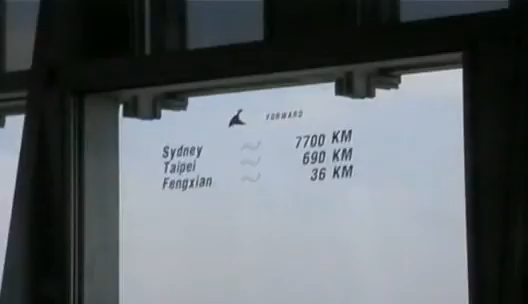 FORWARD
Sydney ~ 7700 KM
Taipei ~ 690 KM
Fengxian ~ 36 KM